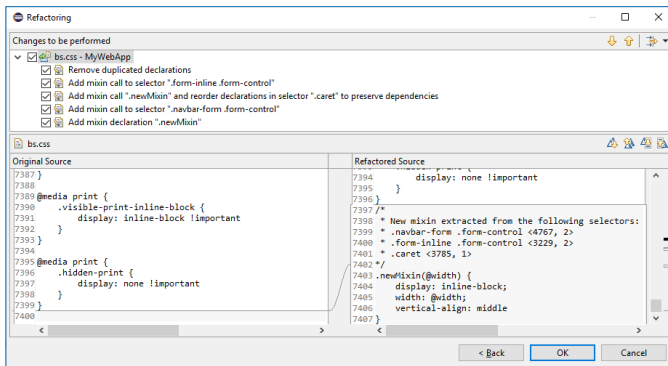 Refactoring
Changes to be performed
bs.css - MyWebApp
Remove duplicated declarations
Add mixin call to selector ".form-inline .form-control"
Add mixin call ".newMixin" and reorder declarations in selector ".caret" to preserve dependencies
Add mixin call to selector ".navbar-form .form-control"
Add mixin declaration ".newMixin"
bs.css
Original Source
7387 }
7388
7389 @media print {
7390     .visible-print-inline-block {
7391         display: inline-block !important
7392     }
7393 }
7394
7395 @media print {
7396     .hidden-print {
7397         display: none !important
7398     }
7399 }
7400
Refactored Source
7394         display: none !important
7395     }
7396 }
7397 /*
7398  * New mixin extracted from the following selectors:
7399  * .navbar-form .form-control <4767, 2>
7400  * .form-inline .form-control <3229, 2>
7401  * .caret <3785, 1>
7402 */
7403 .newMixin(@width) {
7404     display: inline-block;
7405     width: @width;
7406     vertical-align: middle
7407 }
< Back
OK
Cancel